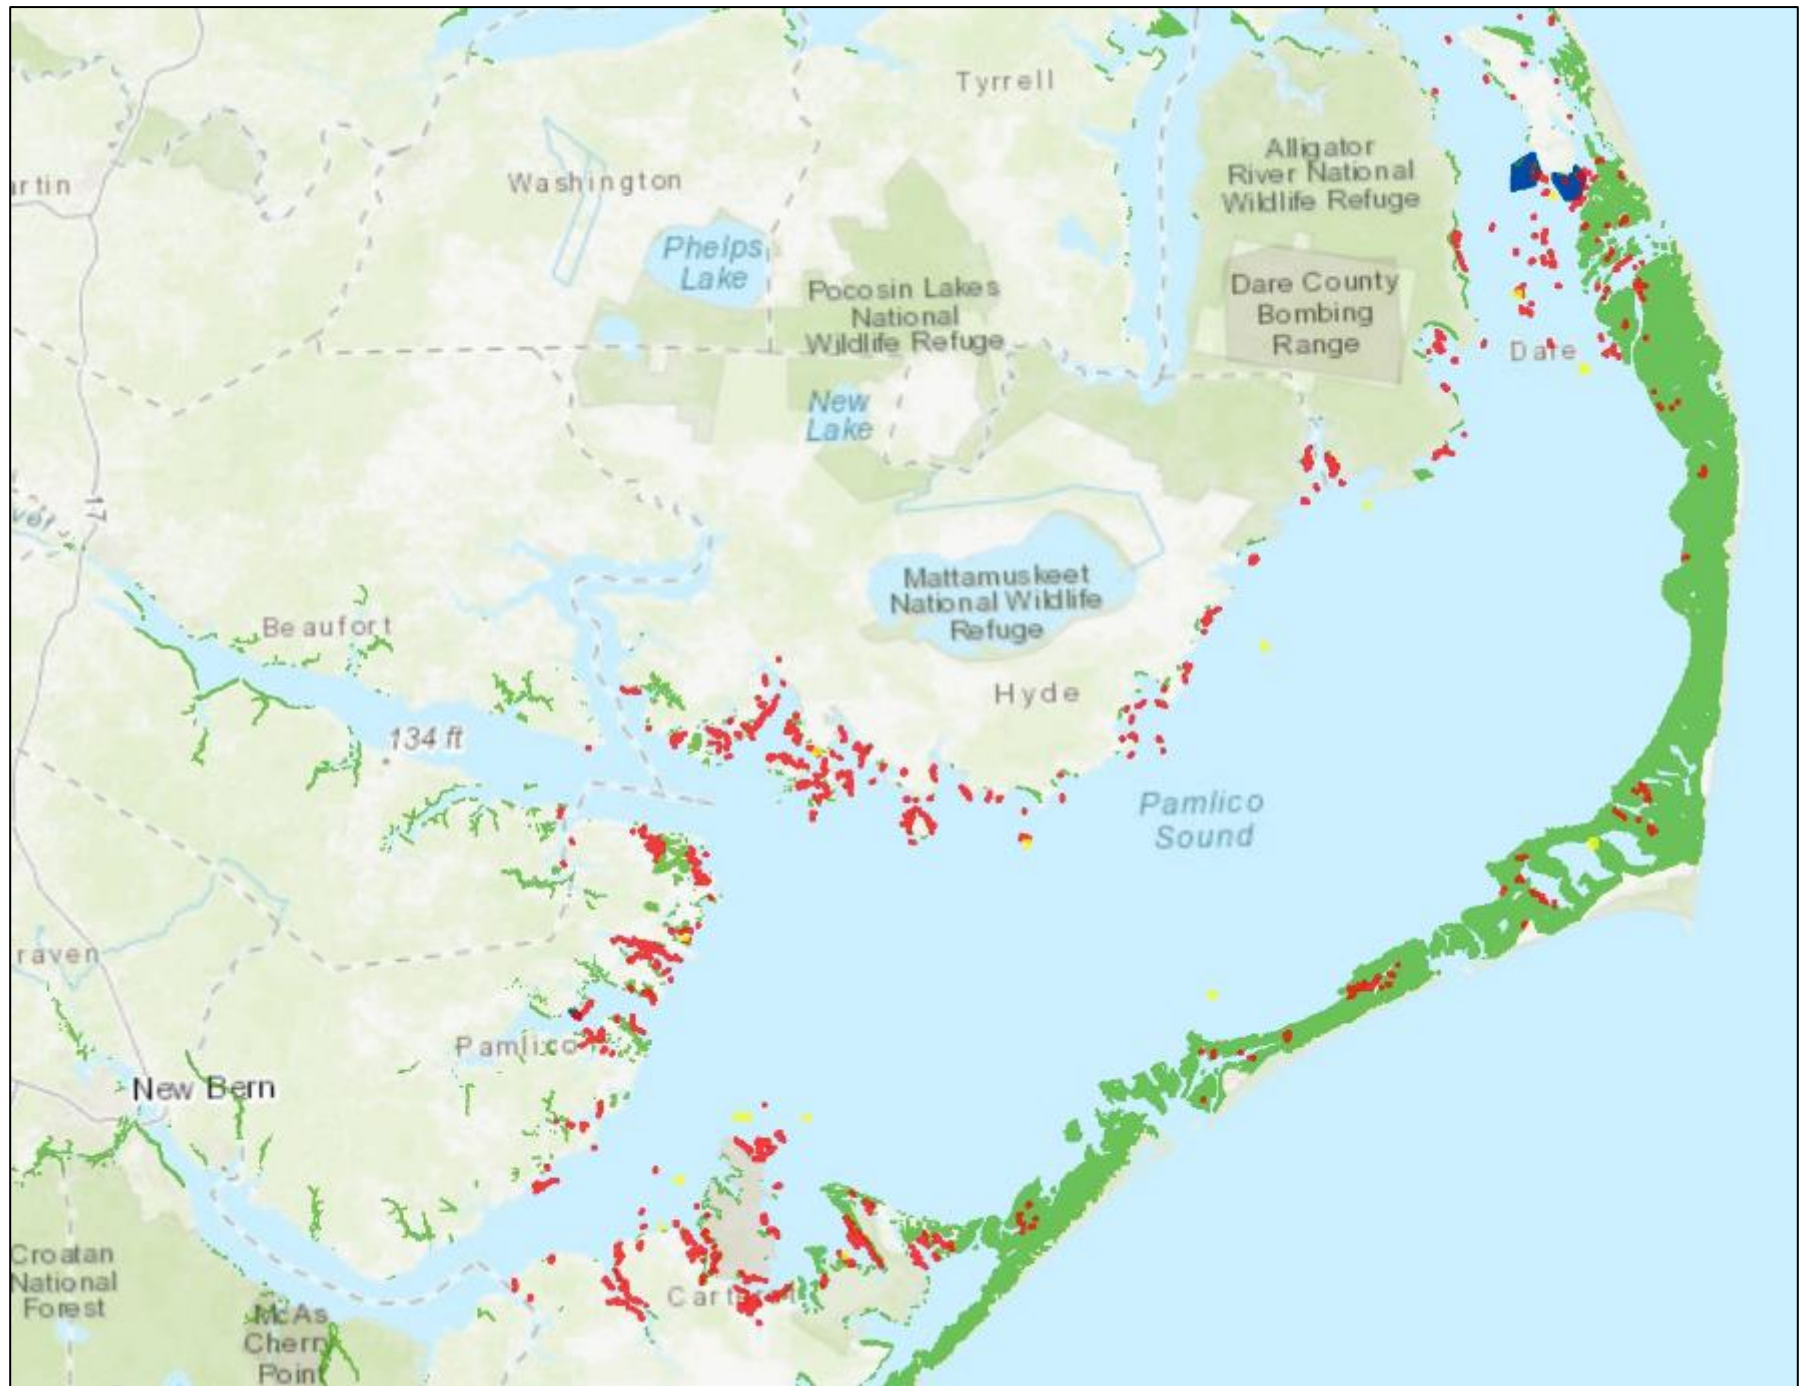 Tyrrell
Alligator
River National
Wildlife Refuge
Washington
artin
Phelps
Lake
Pocosin Lakes
National
Wildlife Refuge
Dare County
Bombing
Range
Dare
New
Lake
17
Mattamuskeet
National Wildlife
Refuge
Beaufort
Hyde
134 ft
Pamlico
Sound
raven
Pamlico
New Bern
Croatan
National
Forest
Carteret
McAs
Cherry
Point